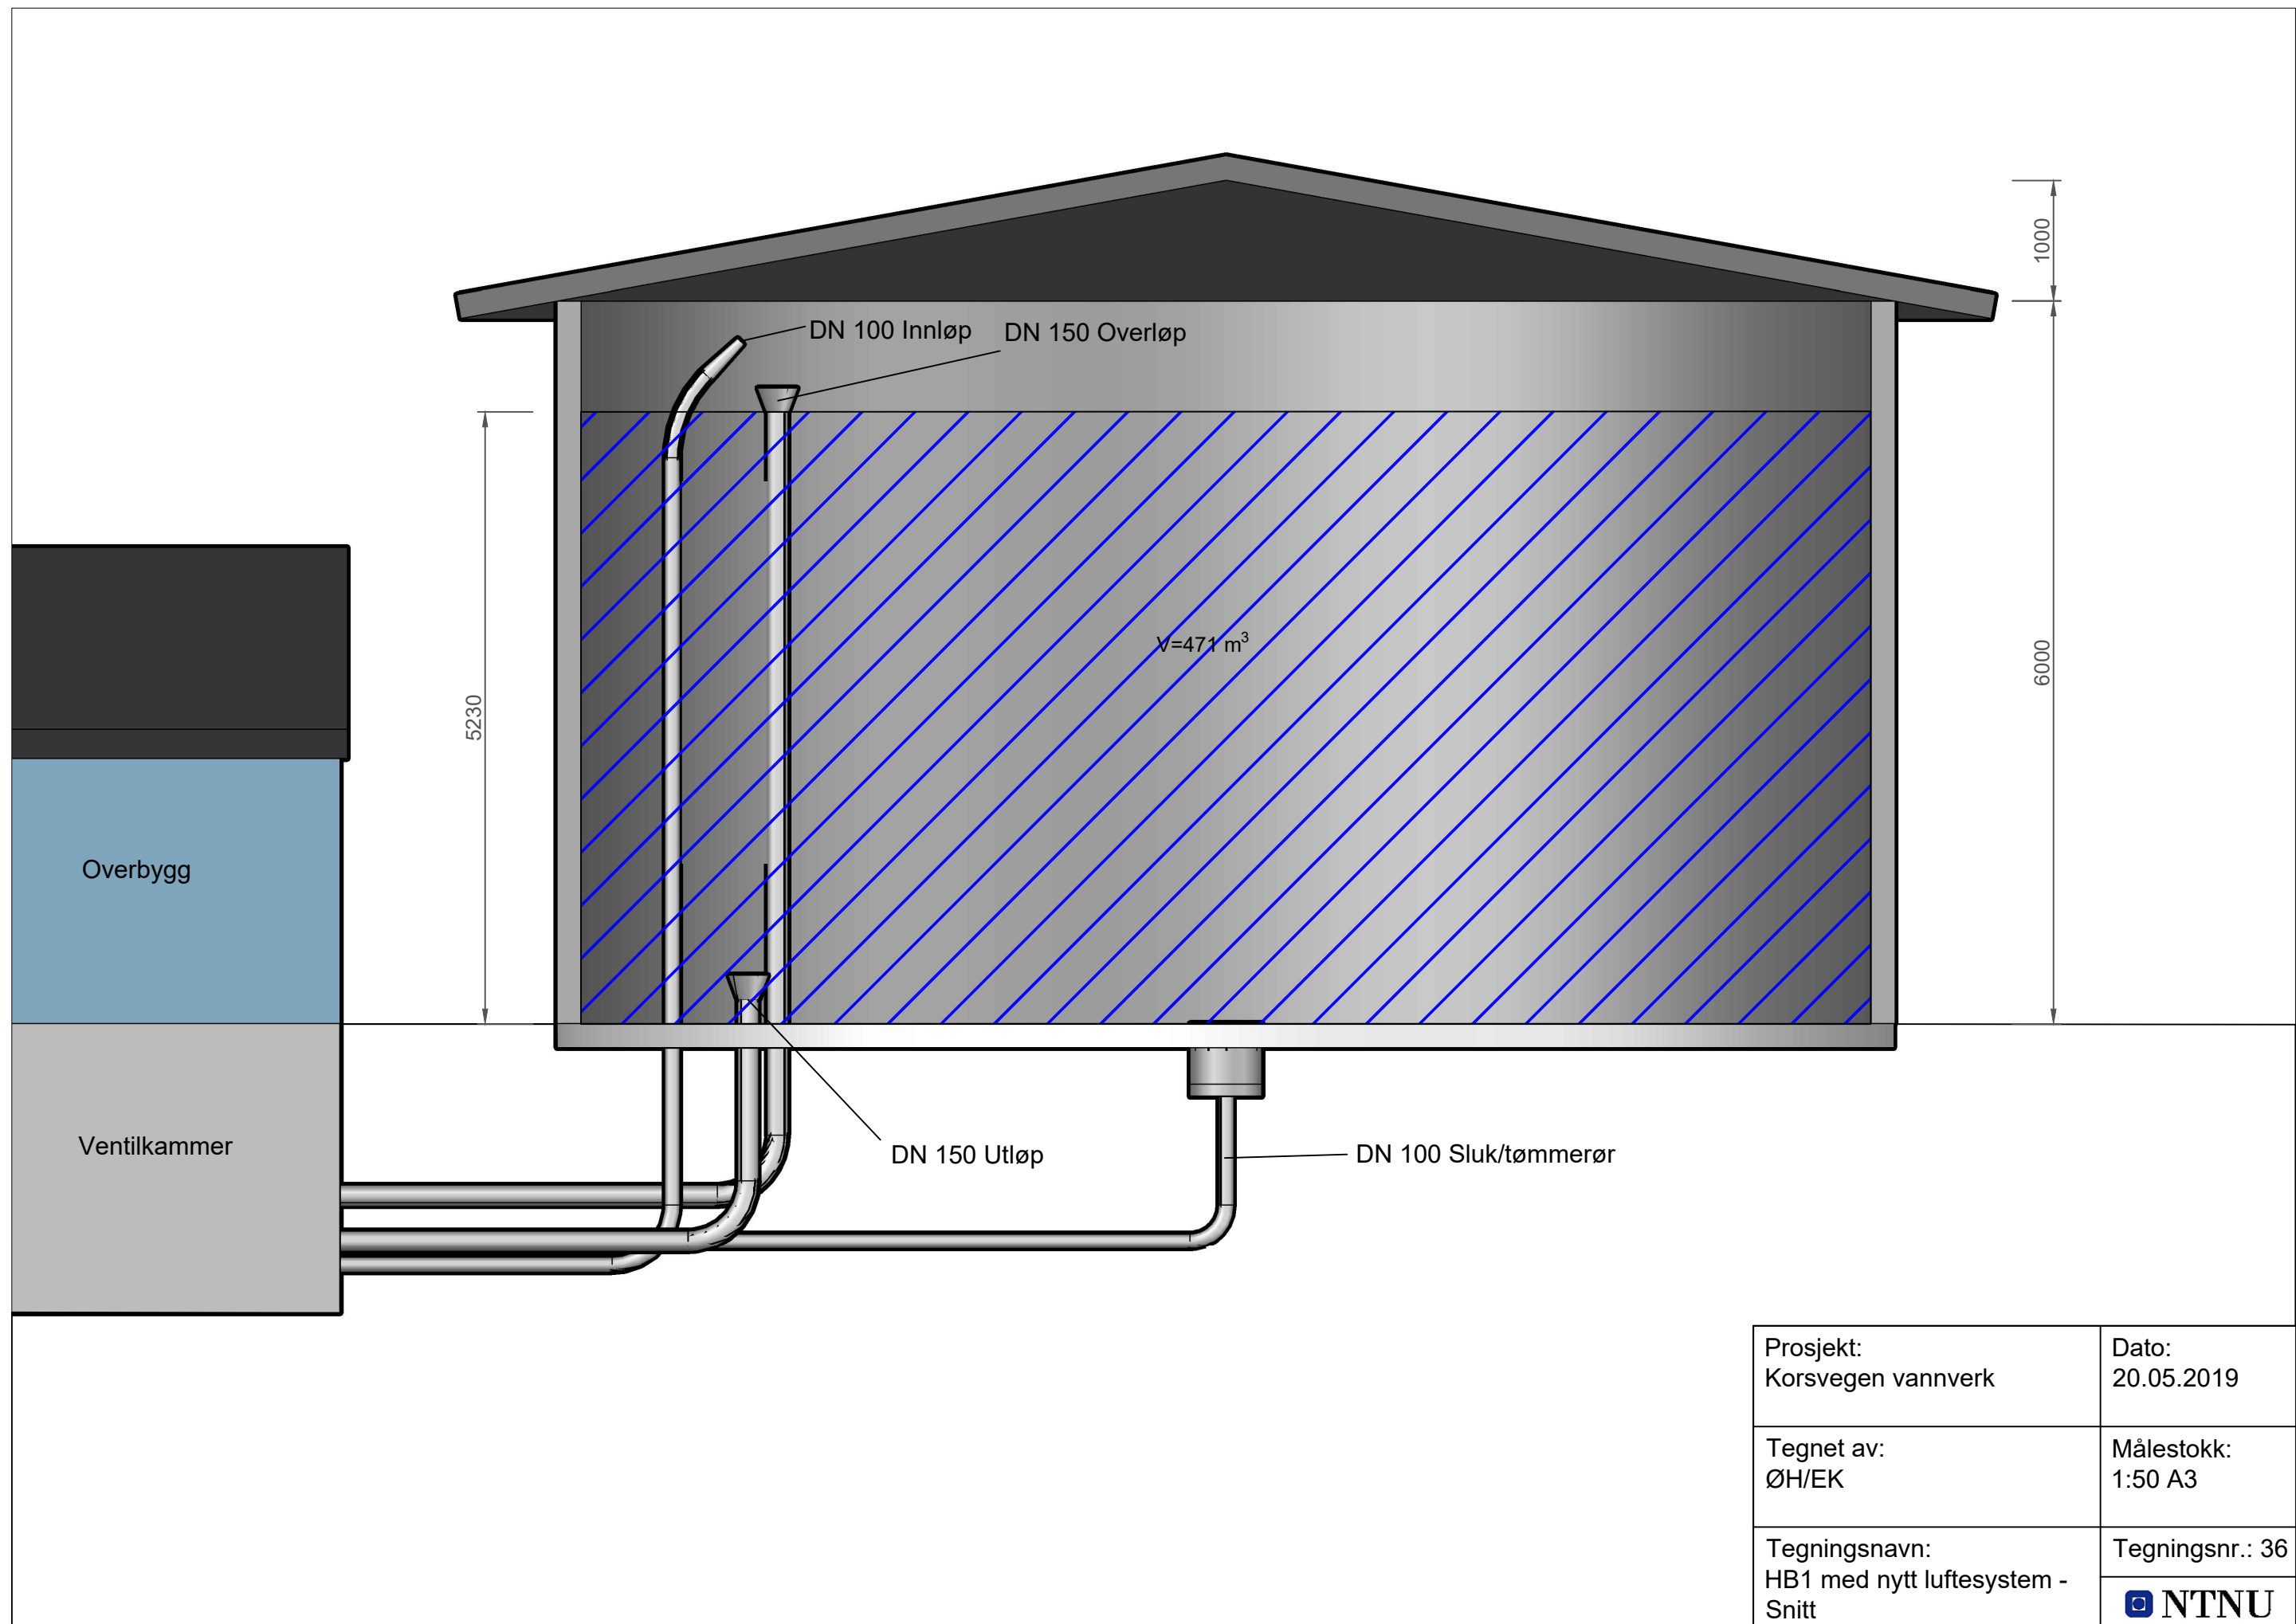 1000
DN 100 Innløp
DN 150 Overløp
V=471 m³
6000
5230
Overbygg
Ventilkammer
DN 150 Utløp
DN 100 Sluk/tømmerør
Prosjekt:
Korsvegen vannverk
Dato:
20.05.2019
Tegnet av:
ØH/EK
Målestokk:
1:50 A3
Tegningsnavn:
HB1 med nytt luftesystem -
Snitt
Tegningsnr.: 36
NTNU